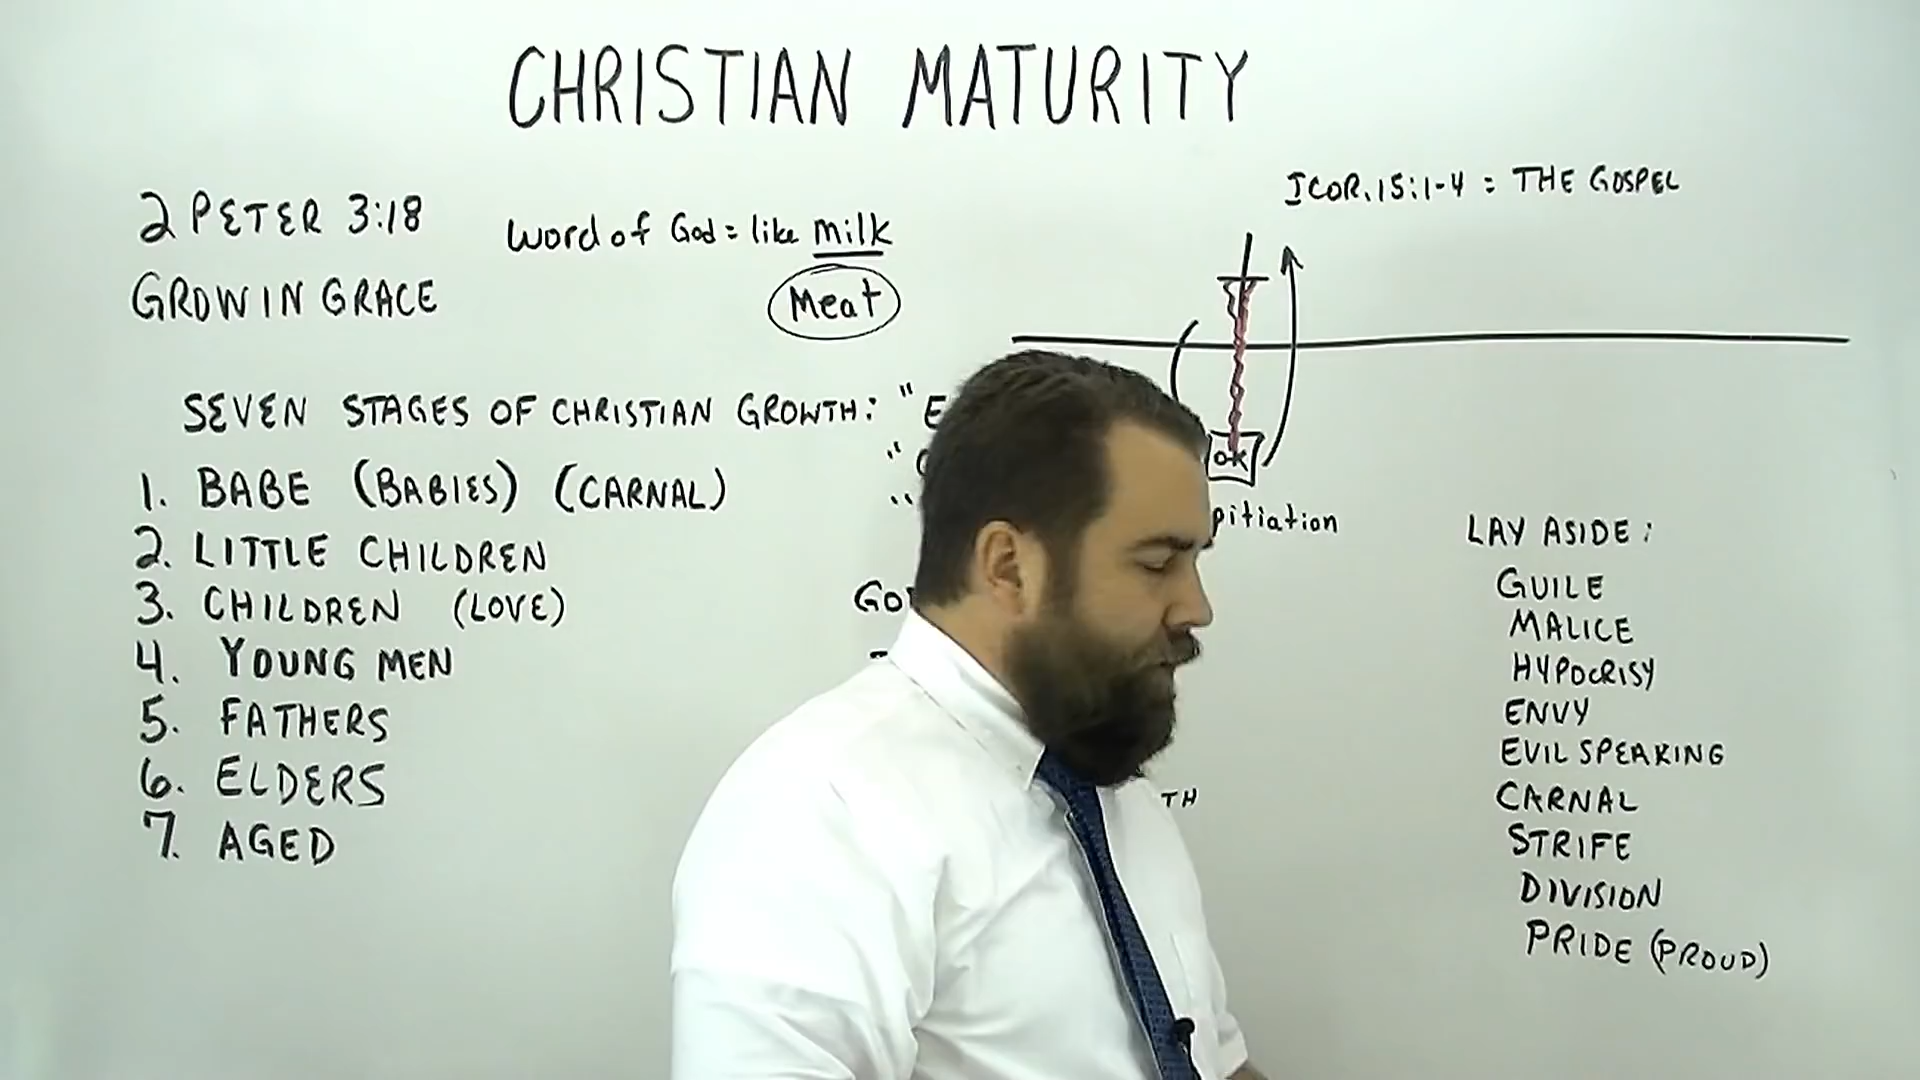 CHRISTIAN MATURITY
2 PETER 3:18
GROW IN GRACE
Word of God = like milk
Meat
SEVEN STAGES OF CHRISTIAN GROWTH:
1. BABE (BABIES) (CARNAL)
2. LITTLE CHILDREN
3. CHILDREN (LOVE)
4. YOUNG MEN
5. FATHERS
6. ELDERS
7. AGED
I COR. 15:1-4 = THE GOSPEL
OK
LAY ASIDE:
GUILE
MALICE
HYPOCRISY
ENVY
EVIL SPEAKING
CARNAL
STRIFE
DIVISION
PRIDE (PROUD)